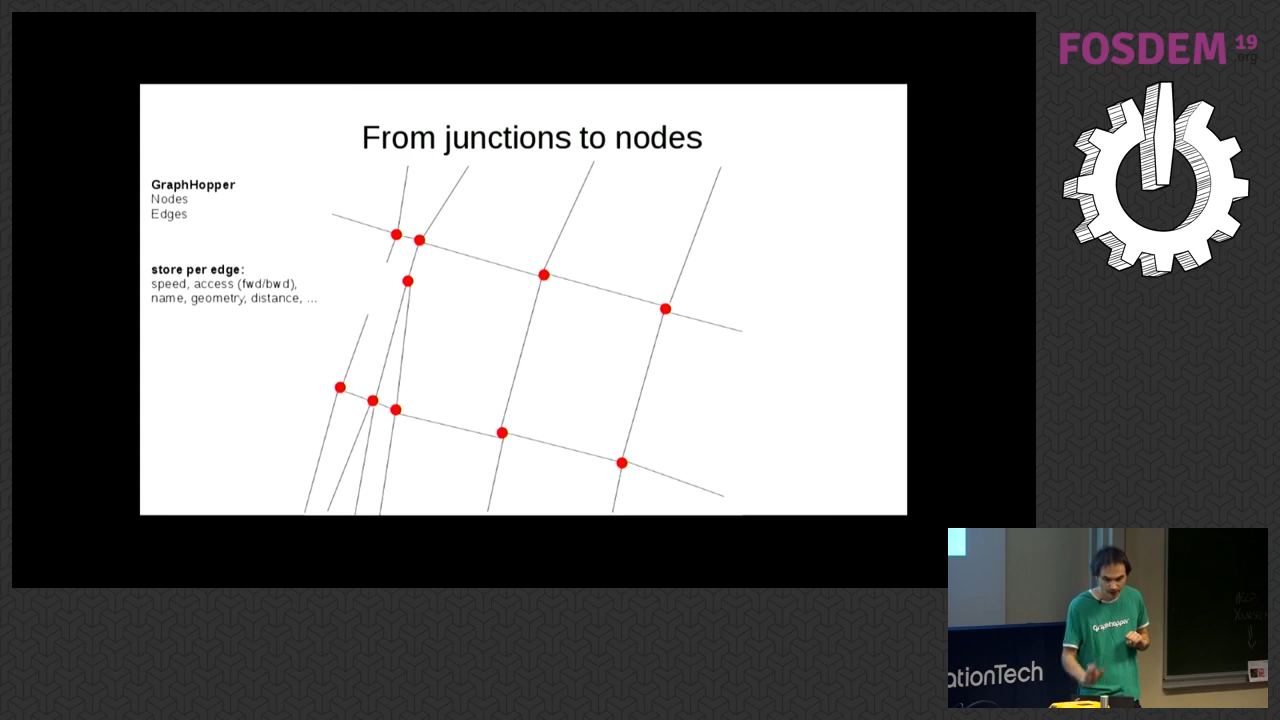 FOSDEM 19
.org
From junctions to nodes
GraphHopper
Nodes
Edges
store per edge:
speed, access (fwd/bwd),
name, geometry, distance, ...
GraphHopper
ationTech